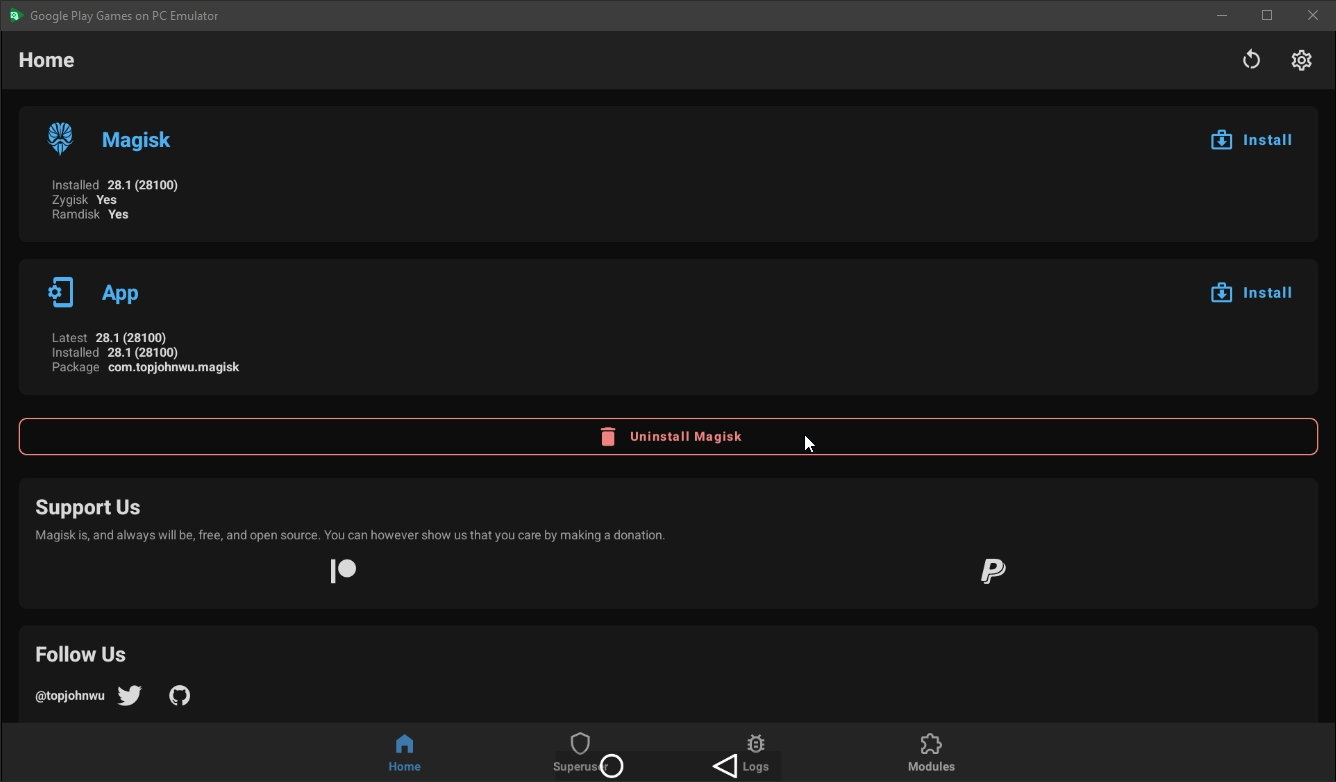 Google Play Games on PC Emulator
Home
Magisk
Install
Installed 28.1 (28100)
Zygisk Yes
Ramdisk Yes
App
Install
Latest 28.1 (28100)
Installed 28.1 (28100)
Package com.topjohnwu.magisk
Uninstall Magisk
Support Us
Magisk is, and always will be, free, and open source. You can however show us that you care by making a donation.
Follow Us
@topjohnwu
Home
Superuser
Logs
Modules